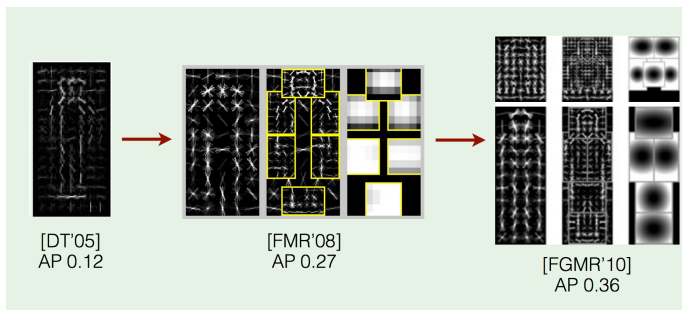 [DT'05]
AP 0.12
[FMR'08]
AP 0.27
[FGMR'10]
AP 0.36